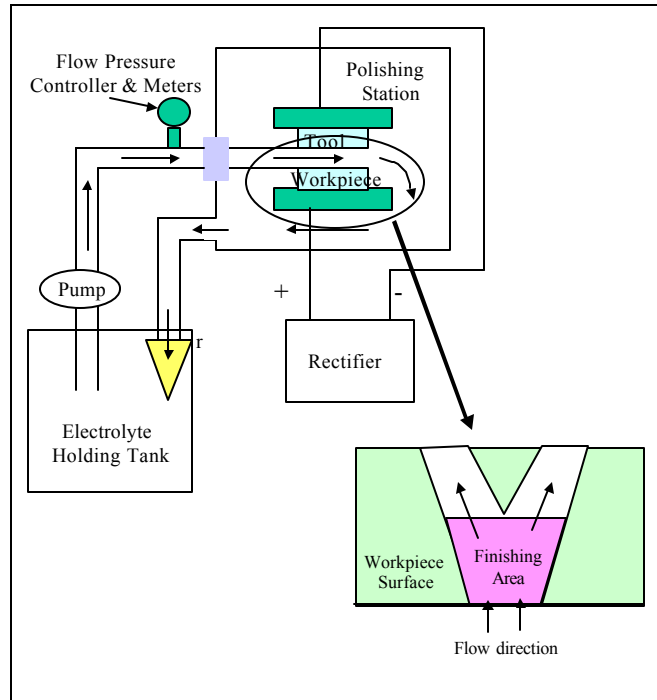 Flow Pressure
Controller & Meters
Polishing
Station
Tool
Workpiece
Pump
+
-
r
Rectifier
Electrolyte
Holding Tank
Workpiece
Surface
Finishing
Area
Flow direction